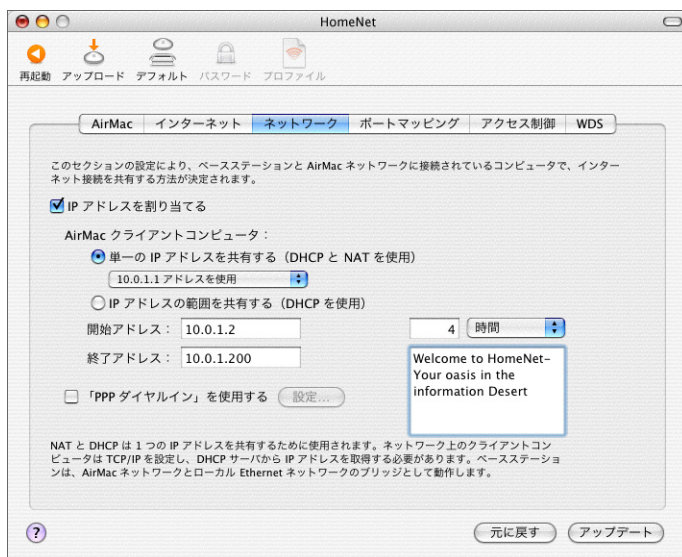 HomeNet
再起動 アップロード デフォルト パスワード プロファイル
AirMac インターネット ネットワーク ポートマッピング アクセス制御 WDS
このセクションの設定により、ベースステーションと AirMac ネットワークに接続されているコンピュータで、インター
ネット接続を共有する方法が決定されます。
IP アドレスを割り当てる
AirMac クライアントコンピュータ：
単一の IP アドレスを共有する（DHCP と NAT を使用）
10.0.1.1 アドレスを使用
IP アドレスの範囲を共有する（DHCP を使用）
開始アドレス： 10.0.1.2 4 時間
終了アドレス： 10.0.1.200
Welcome to HomeNet-
Your oasis in the
information Desert
「PPP ダイヤルイン」を使用する 設定...
NAT と DHCP は 1 つの IP アドレスを共有するために使用されます。ネットワーク上のクライアントコン
ピュータは TCP/IP を設定し、DHCP サーバから IP アドレスを取得する必要があります。ベースステーショ
ンは、AirMac ネットワークとローカル Ethernet ネットワークのブリッジとして動作します。
? 元に戻す アップデート